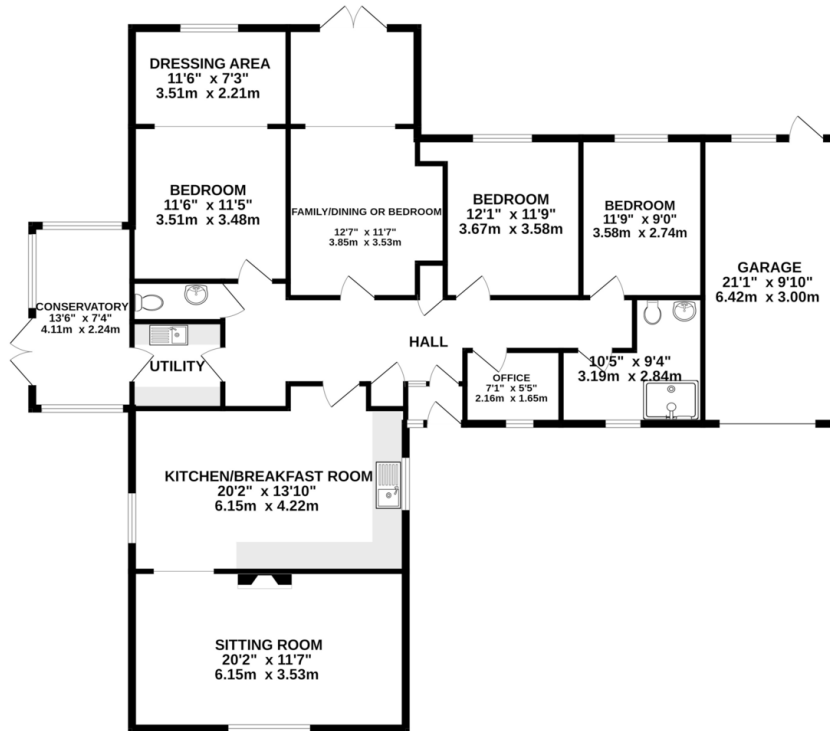 DRESSING AREA
11'6" x 7'3"
3.51m x 2.21m
BEDROOM
11'6" x 11'5"
3.51m x 3.48m
FAMILY/DINING OR BEDROOM
12'7" x 11'7"
3.85m x 3.53m
BEDROOM
12'1" x 11'9"
3.67m x 3.58m
BEDROOM
11'9" x 9'0"
3.58m x 2.74m
GARAGE
21'1" x 9'10"
6.42m x 3.00m
CONSERVATORY
13'6" x 7'4"
4.11m x 2.24m
UTILITY
HALL
OFFICE
7'1" x 5'5"
2.16m x 1.65m
10'5" x 9'4"
3.19m x 2.84m
KITCHEN/BREAKFAST ROOM
20'2" x 13'10"
6.15m x 4.22m
SITTING ROOM
20'2" x 11'7"
6.15m x 3.53m